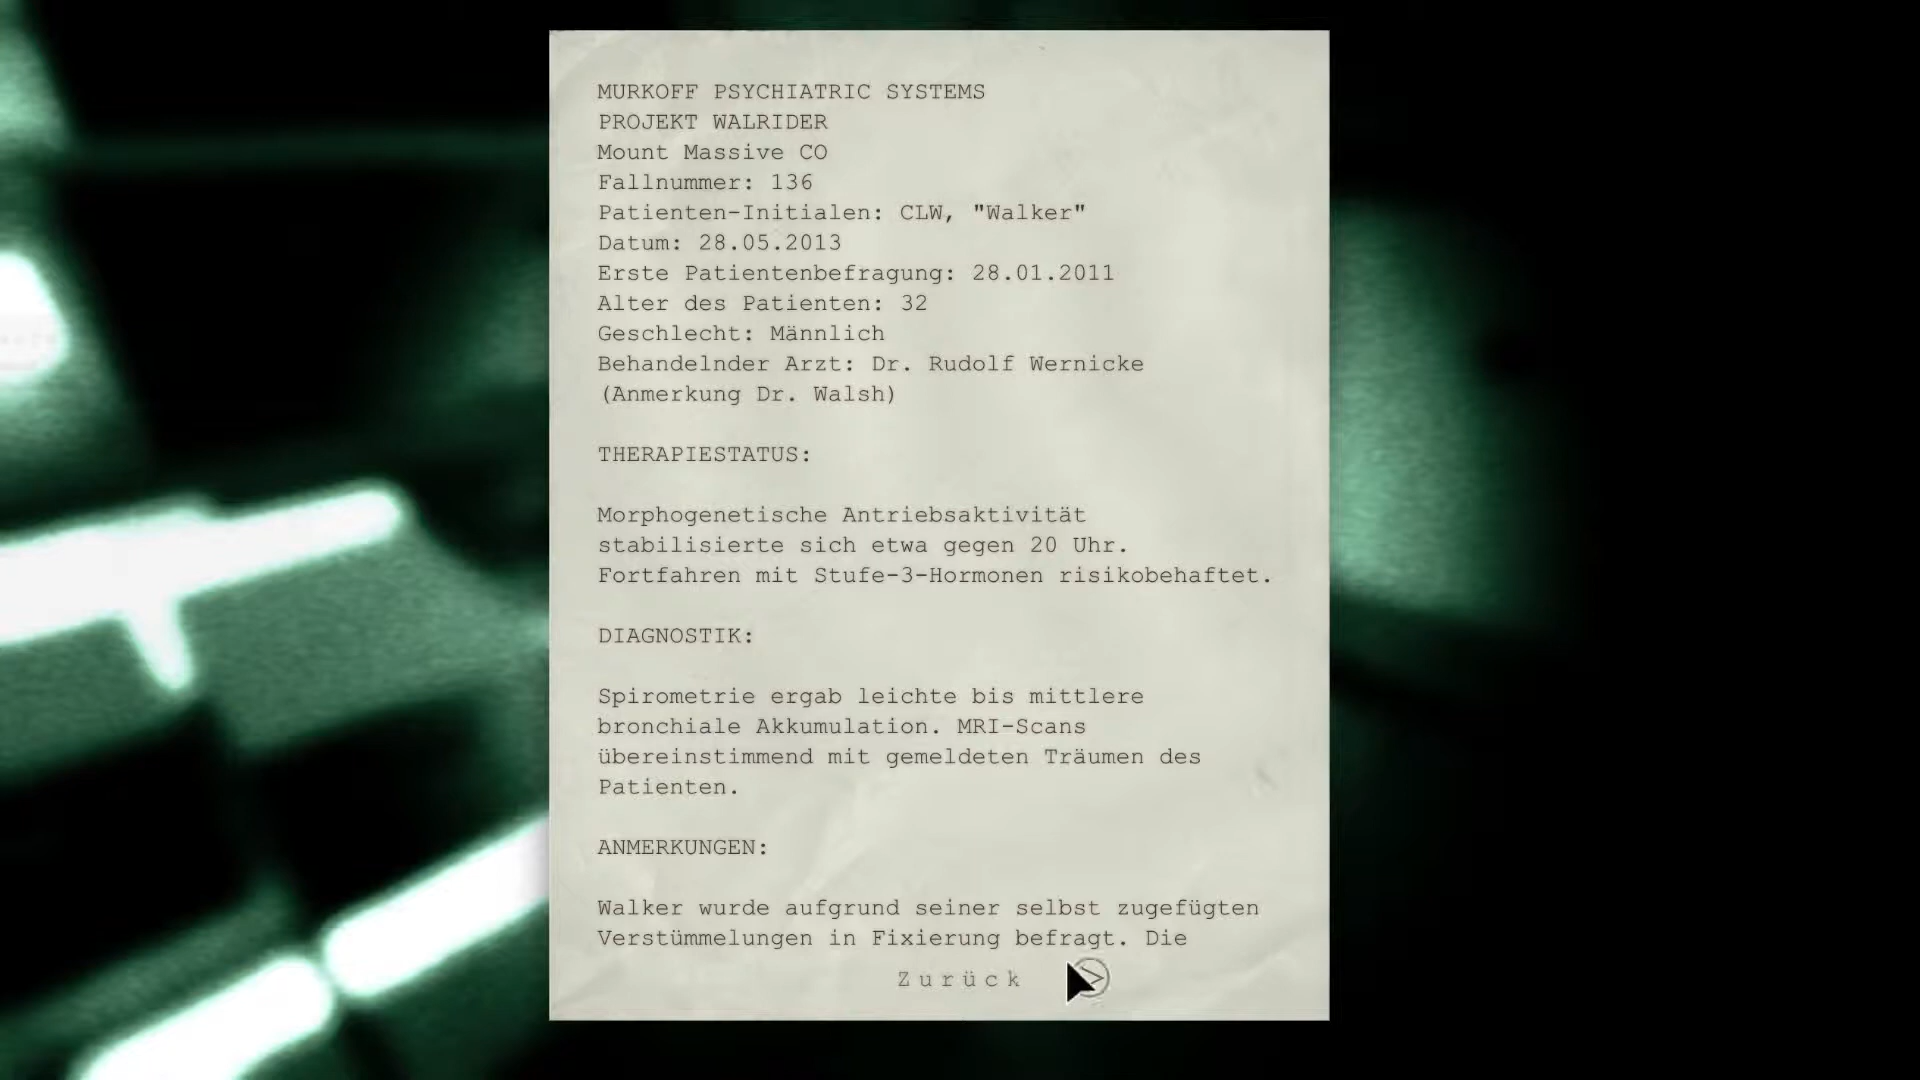 MURKOFF PSYCHIATRIC SYSTEMS
PROJEKT WALRIDER
Mount Massive CO
Fallnummer: 136
Patienten-Initialen: CLW, "Walker"
Datum: 28.05.2013
Erste Patientenbefragung: 28.01.2011
Alter des Patienten: 32
Geschlecht: Männlich
Behandelnder Arzt: Dr. Rudolf Wernicke
(Anmerkung Dr. Walsh)
THERAPIESTATUS:
Morphogenetische Antriebsaktivität
stabilisierte sich etwa gegen 20 Uhr.
Fortfahren mit Stufe-3-Hormonen risikobehaftet.
DIAGNOSTIK:
Spirometrie ergab leichte bis mittlere
bronchiale Akkumulation. MRI-Scans
übereinstimmend mit gemeldeten Träumen des
Patienten.
ANMERKUNGEN:
Walker wurde aufgrund seiner selbst zugefügten
Verstümmelungen in Fixierung befragt. Die
Zurück >